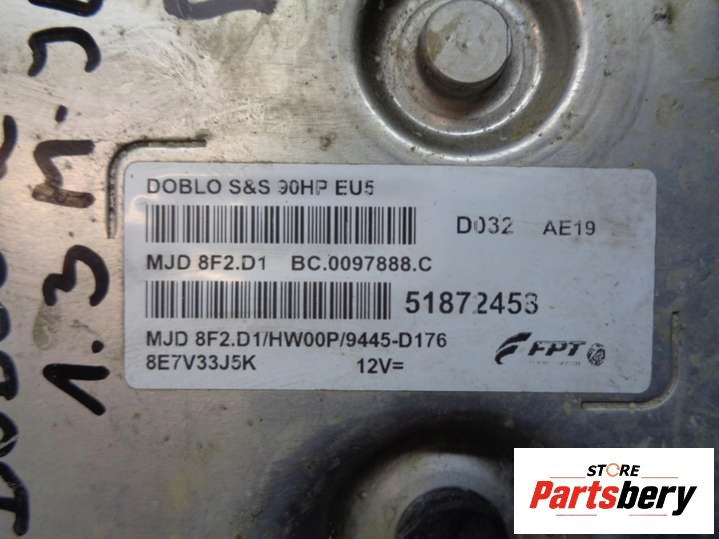 DOBLO S&S 90HP EU5
D032 AE19
MJD 8F2.D1 BC.0097888.C
51872453
MJD 8F2.D1/HW00P/9445-D176
8E7V33J5K 12V=
FPT
1.3 M-JE
STORE
Partsbery